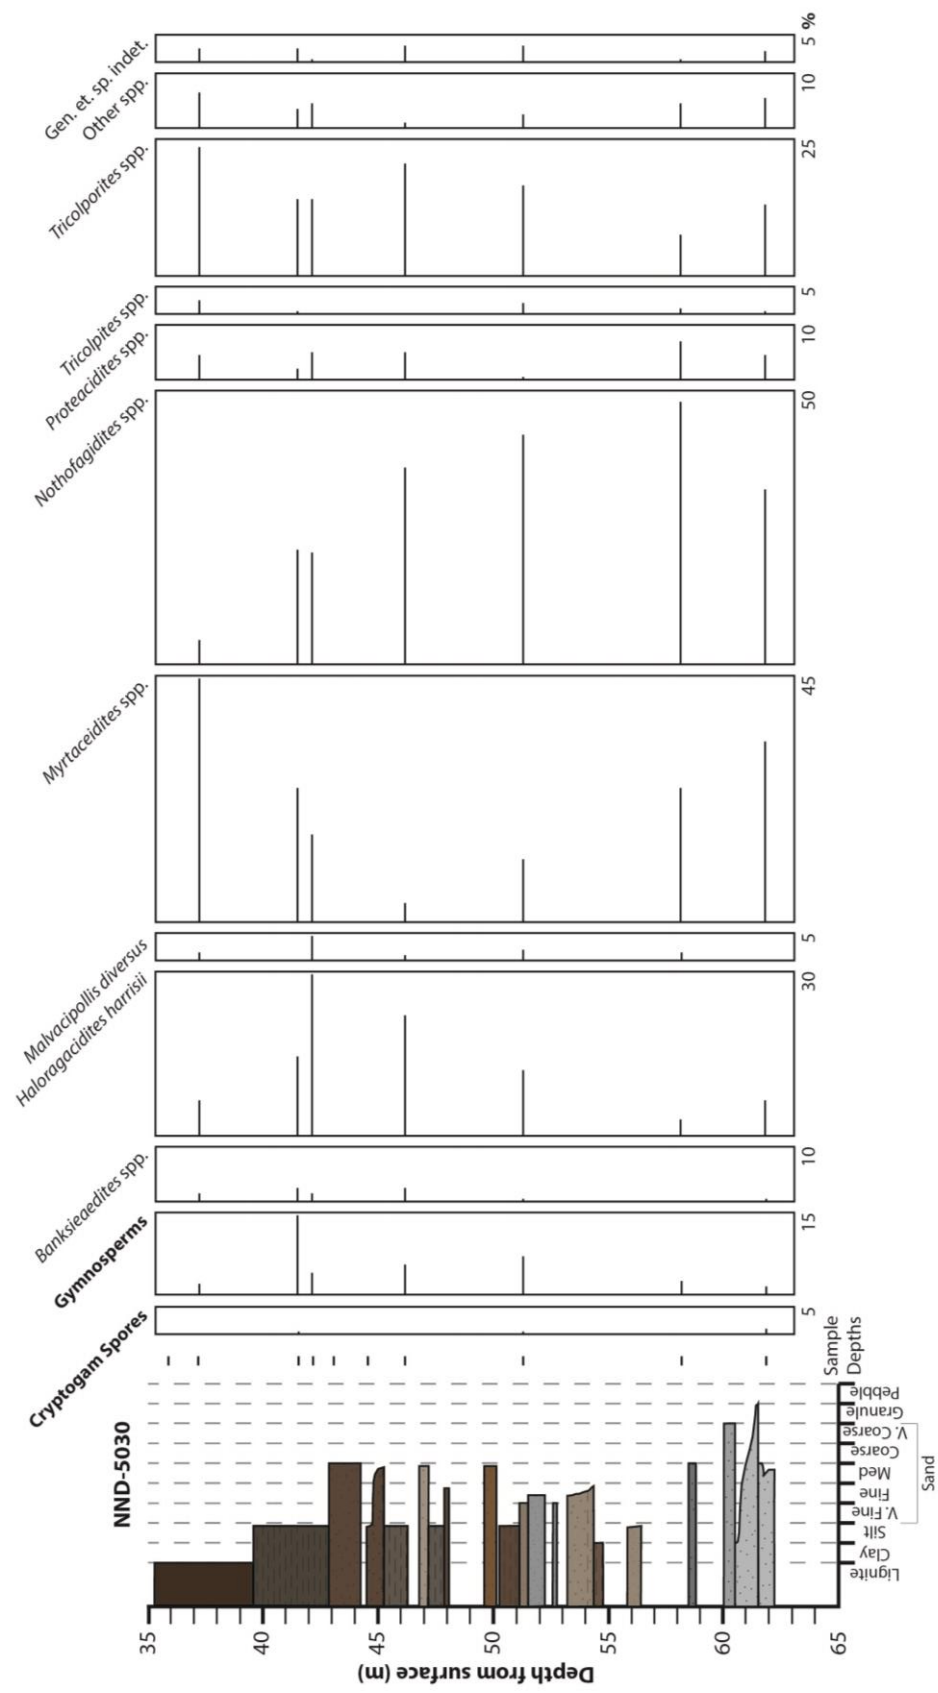 NND-5030
Cryptogam Spores
Gymnosperms
Banksieaedites spp.
Haloragacidites harrisii
Malvacipollis diversus
Myrtaceidites spp.
Nothofagidites spp.
Proteacidites spp.
Tricolpites spp.
Tricolporites spp.
Other spp.
Gen. et. sp. indet.
Depth from surface (m)
35
40
45
50
55
60
65
Lignite
Clay
Silt
V. Fine
Fine
Med
Coarse
V. Coarse
Granule
Pebble
Sand
Sample
Depths
5
15
10
30
5
45
50
10
5
25
10
5 %